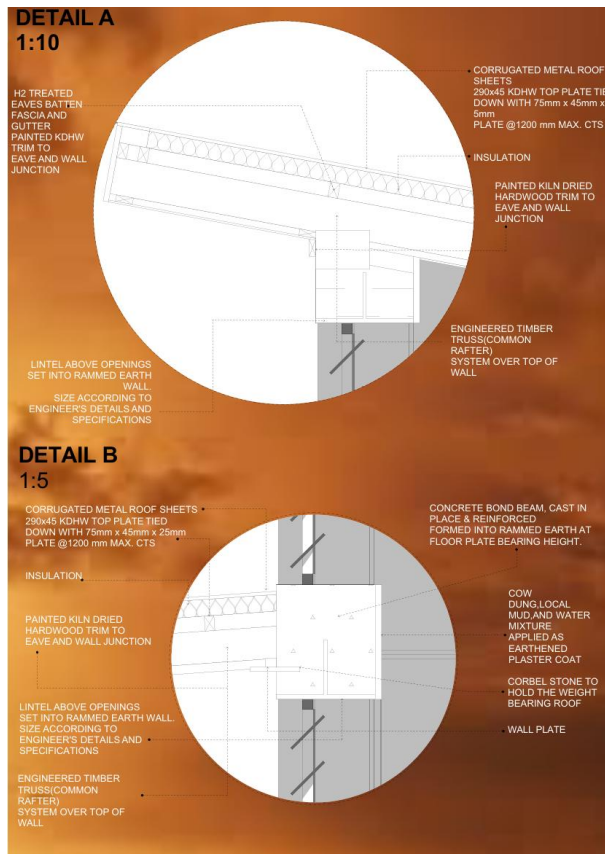 DETAIL A
1:10
H2 TREATED
EAVES BATTEN
FASCIA AND
GUTTER
PAINTED KDHW
TRIM TO
EAVE AND WALL
JUNCTION
CORRUGATED METAL ROOF
SHEETS
290x45 KDHW TOP PLATE TIE
DOWN WITH 75mm x 45mm x
5mm
PLATE @1200 mm MAX. CTS
INSULATION
PAINTED KILN DRIED
HARDWOOD TRIM TO
EAVE AND WALL
JUNCTION
ENGINEERED TIMBER
TRUSS(COMMON
RAFTER)
SYSTEM OVER TOP OF
WALL
LINTEL ABOVE OPENINGS
SET INTO RAMMED EARTH
WALL.
SIZE ACCORDING TO
ENGINEER'S DETAILS AND
SPECIFICATIONS
DETAIL B
1:5
CORRUGATED METAL ROOF SHEETS
290x45 KDHW TOP PLATE TIED
DOWN WITH 75mm x 45mm x 25mm
PLATE @1200 mm MAX. CTS
INSULATION
PAINTED KILN DRIED
HARDWOOD TRIM TO
EAVE AND WALL JUNCTION
LINTEL ABOVE OPENINGS
SET INTO RAMMED EARTH WALL.
SIZE ACCORDING TO
ENGINEER'S DETAILS AND
SPECIFICATIONS
ENGINEERED TIMBER
TRUSS(COMMON
RAFTER)
SYSTEM OVER TOP OF
WALL
CONCRETE BOND BEAM, CAST IN
PLACE & REINFORCED
FORMED INTO RAMMED EARTH AT
FLOOR PLATE BEARING HEIGHT.
COW
DUNG,LOCAL
MUD,AND WATER
MIXTURE
APPLIED AS
EARTHENED
PLASTER COAT
CORBEL STONE TO
HOLD THE WEIGHT
BEARING ROOF
WALL PLATE